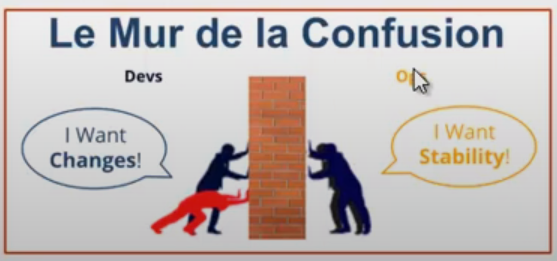 Le Mur de la Confusion
Devs
I Want
Changes!
I Want
Stability!